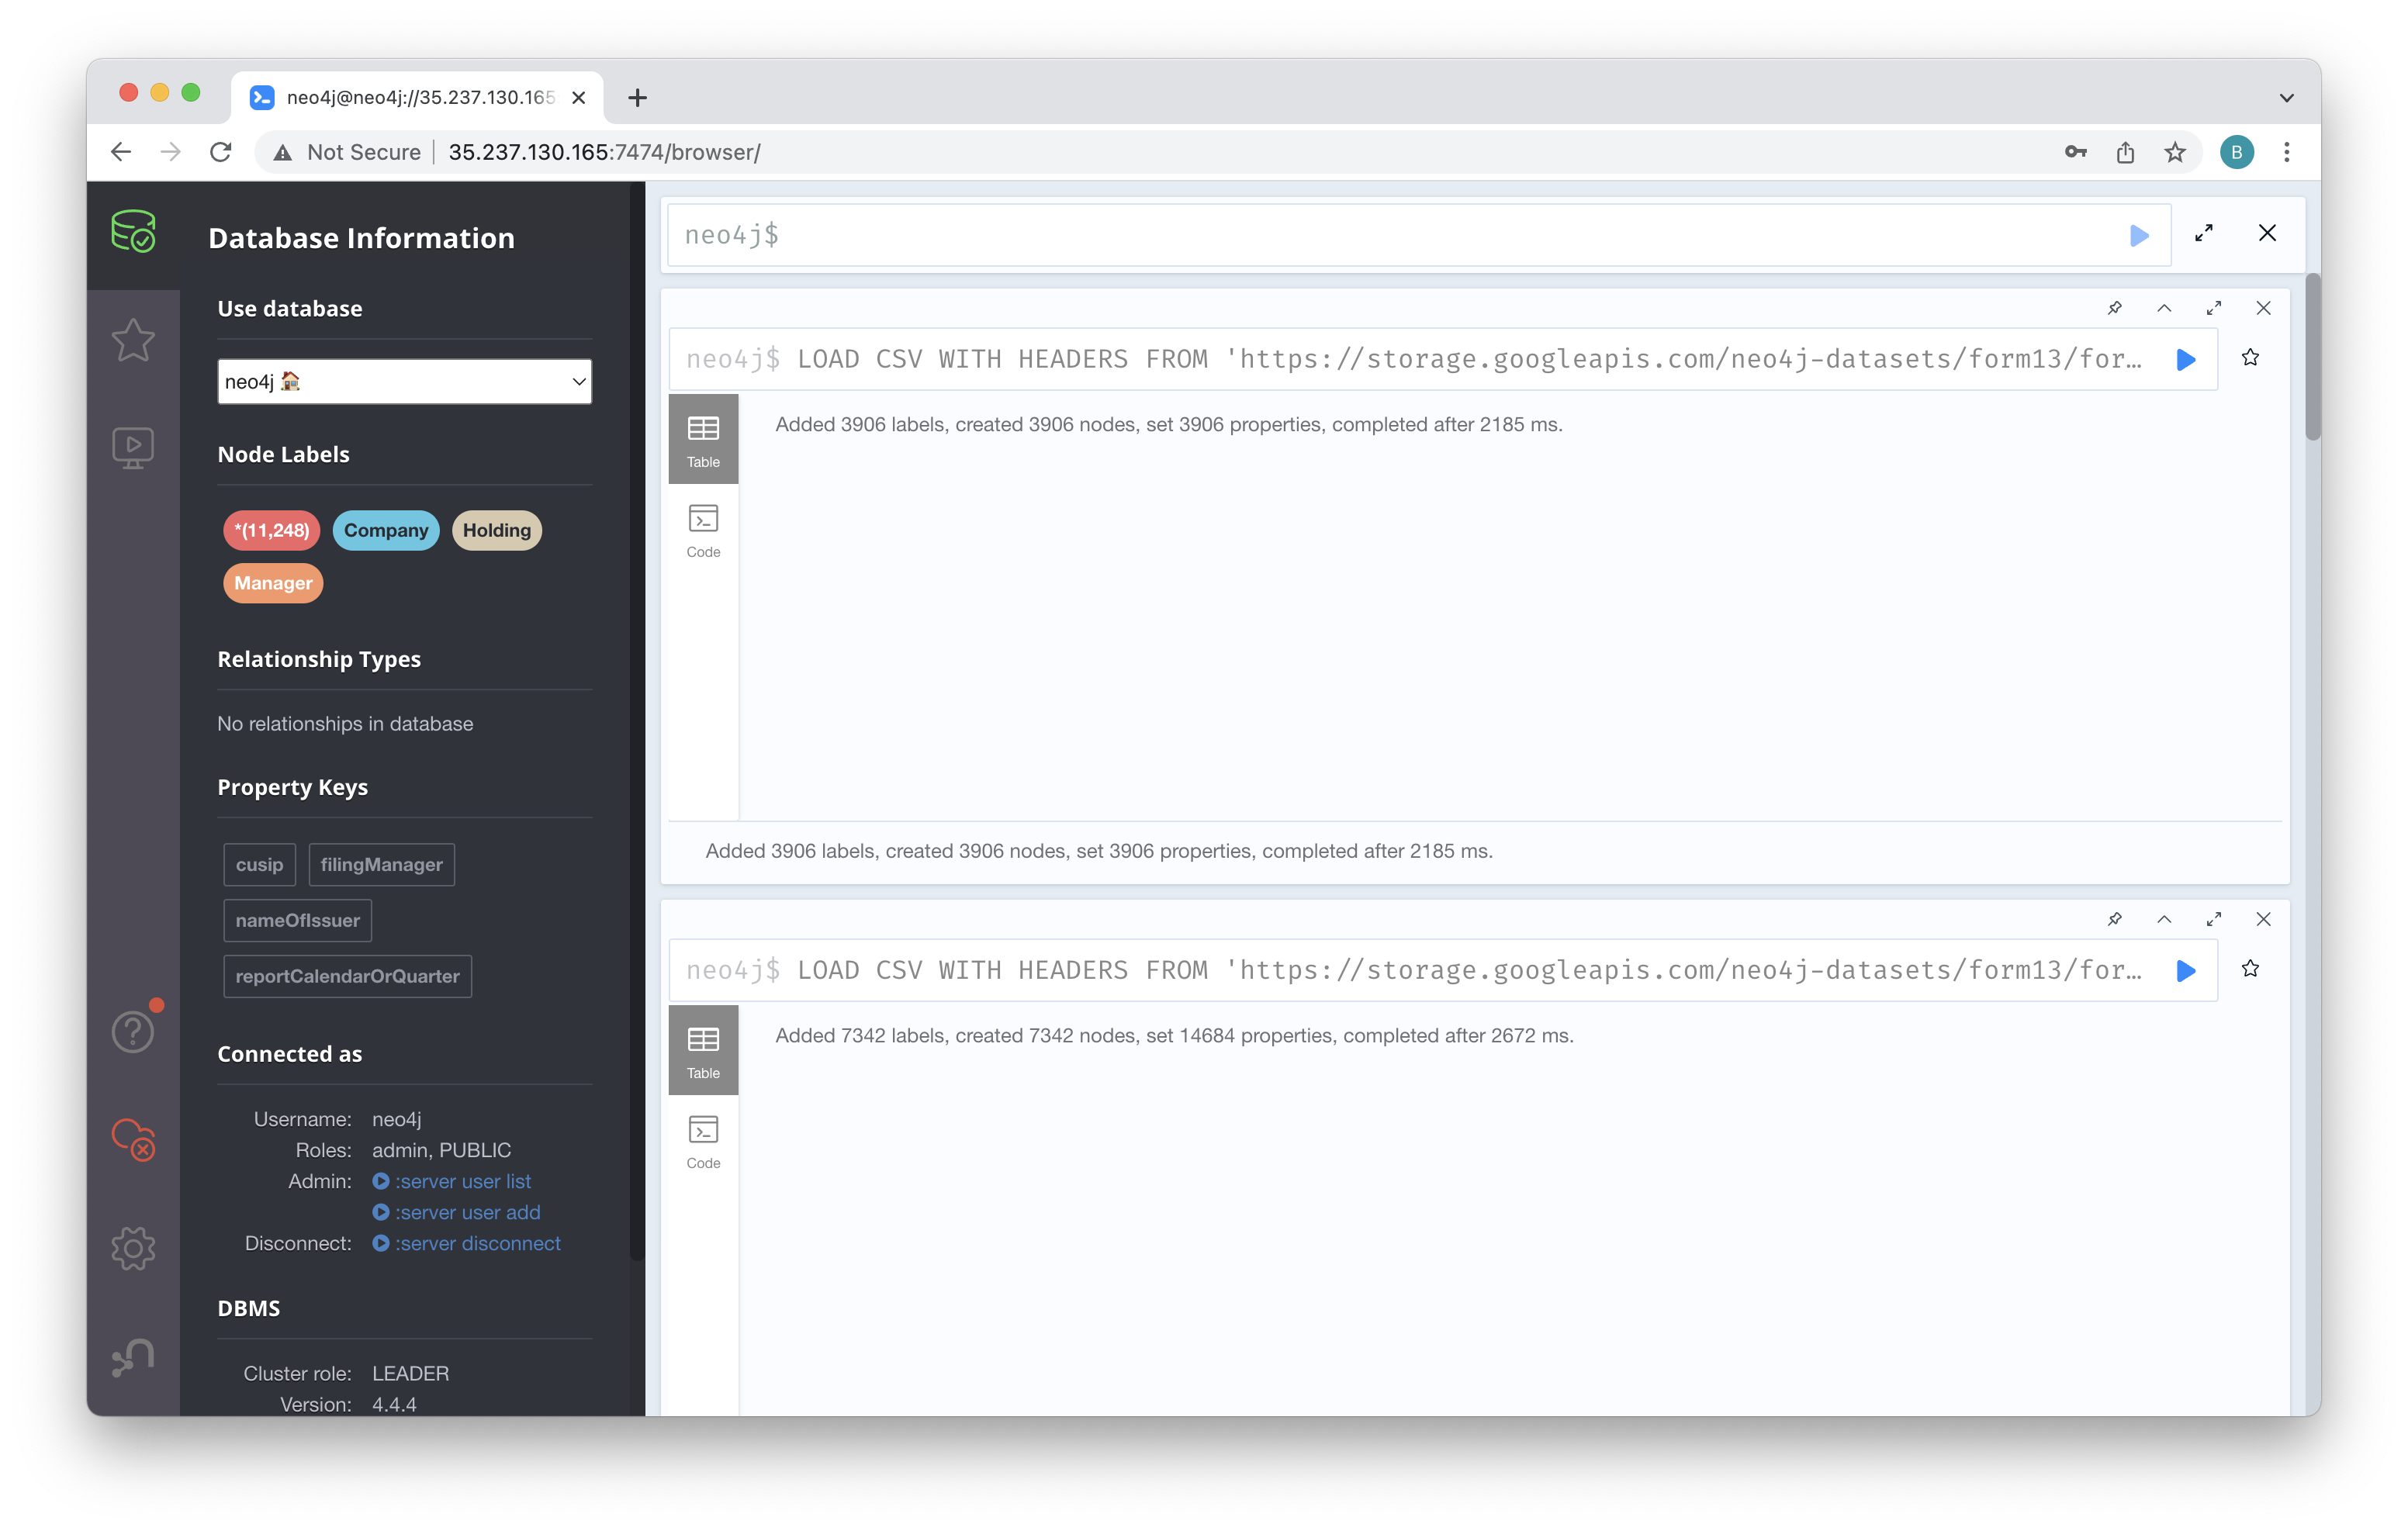 neo4j@neo4j://35.237.130.165
Not Secure 35.237.130.165:7474/browser/
B
Database Information
Use database
neo4j
Node Labels
*(11,248) Company Holding
Manager
Relationship Types
No relationships in database
Property Keys
cusip filingManager
nameOfIssuer
reportCalendarOrQuarter
Connected as
Username: neo4j
Roles: admin, PUBLIC
Admin: :server user list
:server user add
Disconnect: :server disconnect
DBMS
Cluster role: LEADER
Version: 4.4.4
neo4j$
neo4j$ LOAD CSV WITH HEADERS FROM 'https://storage.googleapis.com/neo4j-datasets/form13/for…
Table
Added 3906 labels, created 3906 nodes, set 3906 properties, completed after 2185 ms.
Code
Added 3906 labels, created 3906 nodes, set 3906 properties, completed after 2185 ms.
neo4j$ LOAD CSV WITH HEADERS FROM 'https://storage.googleapis.com/neo4j-datasets/form13/for…
Table
Added 7342 labels, created 7342 nodes, set 14684 properties, completed after 2672 ms.
Code